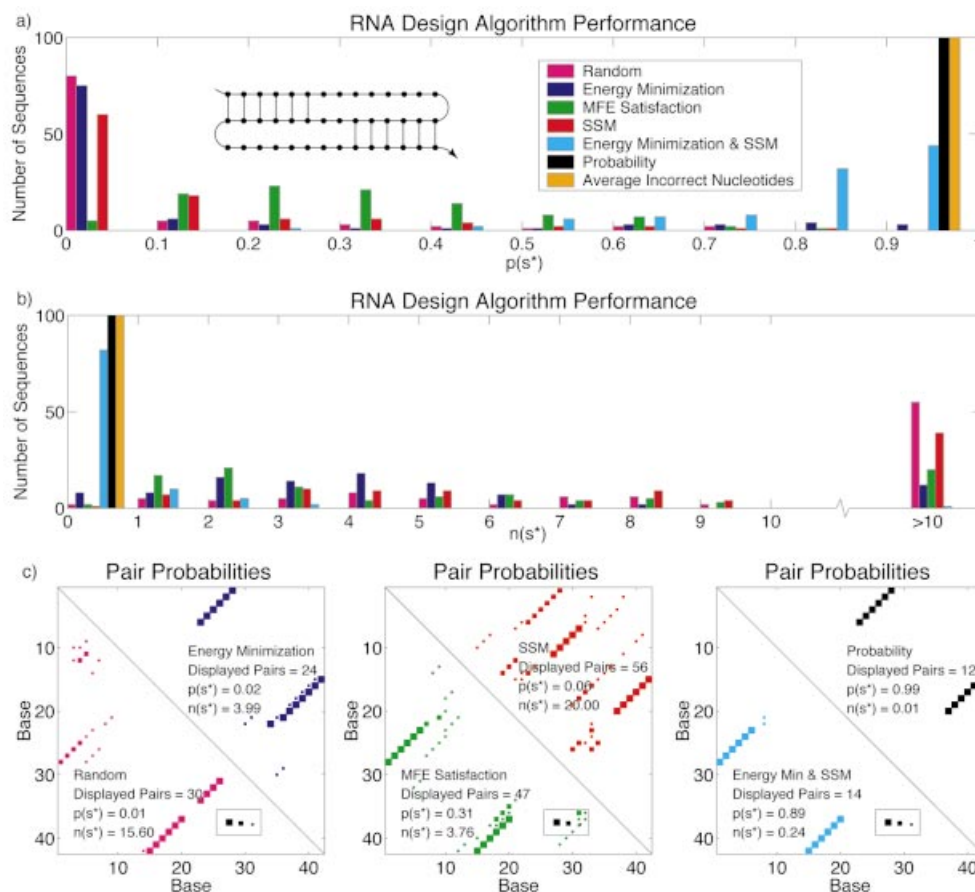 a)
RNA Design Algorithm Performance
Number of Sequences
100
50
0
Random
Energy Minimization
MFE Satisfaction
SSM
Energy Minimization & SSM
Probability
Average Incorrect Nucleotides
0 0.1 0.2 0.3 0.4 0.5 0.6 0.7 0.8 0.9
p(s*)
b)
RNA Design Algorithm Performance
Number of Sequences
100
50
0
0 1 2 3 4 5 6 7 8 9 10 >10
n(s*)
c)
Pair Probabilities
Base
10
20
30
40
Energy Minimization
Displayed Pairs = 24
p(s*) = 0.02
n(s*) = 3.99
Random
Displayed Pairs = 30
p(s*) = 0.01
n(s*) = 15.60
10 20 30 40
Base
Pair Probabilities
Base
10
20
30
40
SSM
Displayed Pairs = 56
p(s*) = 0.00
n(s*) = 20.00
MFE Satisfaction
Displayed Pairs = 47
p(s*) = 0.31
n(s*) = 3.76
10 20 30 40
Base
Pair Probabilities
Base
10
20
30
40
Probability
Displayed Pairs = 12
p(s*) = 0.99
n(s*) = 0.01
Energy Min & SSM
Displayed Pairs = 14
p(s*) = 0.89
n(s*) = 0.24
10 20 30 40
Base